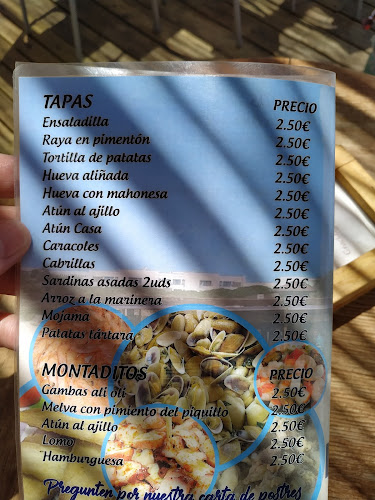 TAPAS PRECIO
Ensaladilla 2.50€
Raya en pimentón 2.50€
Tortilla de patatas 2.50€
Hueva aliñada 2.50€
Hueva con mahonesa 2.50€
Atún al ajillo 2.50€
Atún Casa 2.50€
Caracoles 2.50€
Cabrillas 2.50€
Sardinas asadas 2uds 2.50€
Arroz a la marinera 2.50€
Mojama 2.50€
Patatas tártara 2.50€
MONTADITOS PRECIO
Gambas ali oli 2.50€
Melva con pimiento del piquillo 2.50€
Atún al ajillo 2.50€
Lomo 2.50€
Hamburguesa 2.50€
Pregunten por nuestra carta de postres